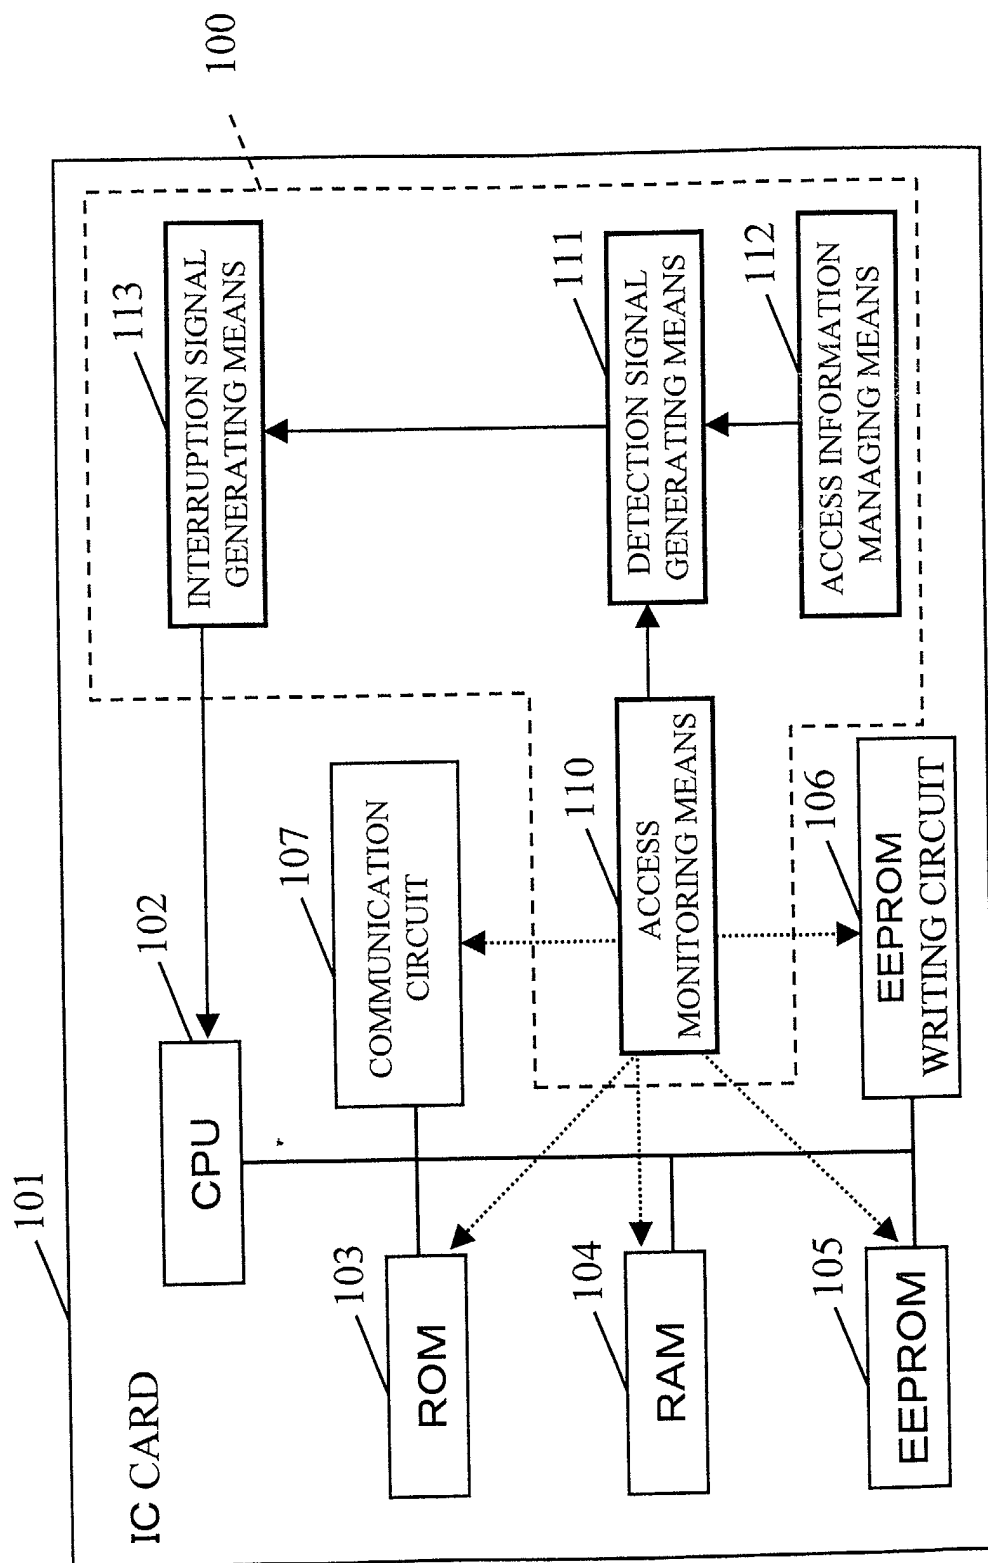 101
IC CARD
102
CPU
113
INTERRUPTION SIGNAL
GENERATING MEANS
100
103
ROM
107
COMMUNICATION
CIRCUIT
104
RAM
110
ACCESS
MONITORING MEANS
111
DETECTION SIGNAL
GENERATING MEANS
105
EEPROM
106
EEPROM
WRITING CIRCUIT
112
ACCESS INFORMATION
MANAGING MEANS